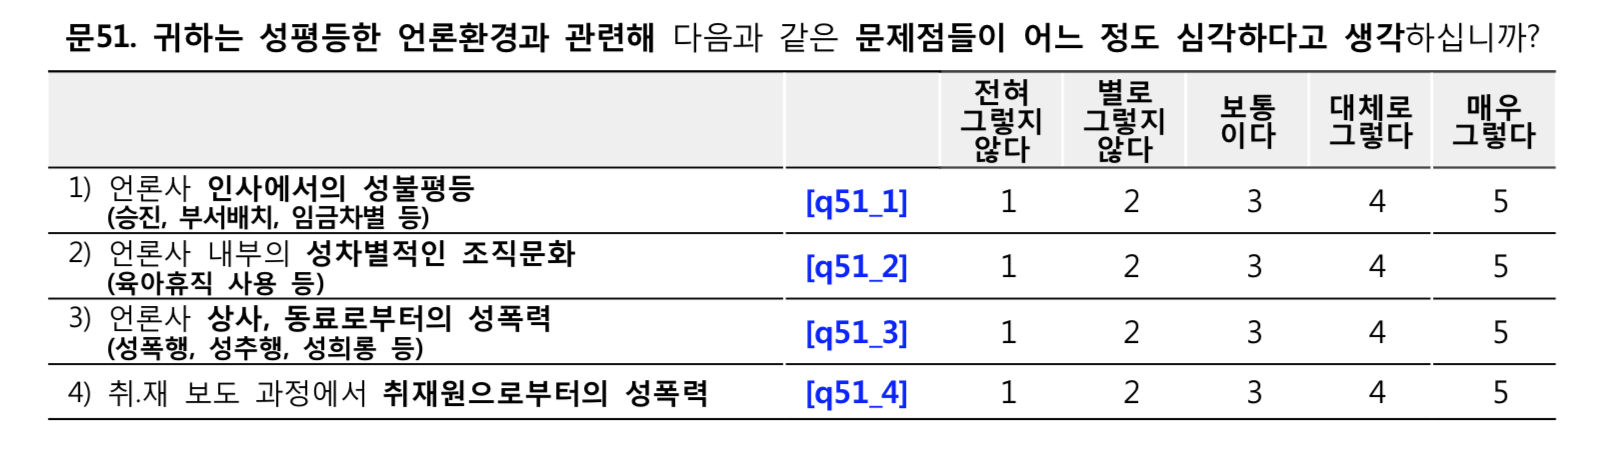 문51. 귀하는 성평등한 언론환경과 관련해 다음과 같은 문제점들이 어느 정도 심각하다고 생각하십니까?
전혀 그렇지 않다 별로 그렇지 않다 보통 이다 대체로 그렇다 매우 그렇다
1) 언론사 인사에서의 성불평등
(승진, 부서배치, 임금차별 등) [q51_1] 1 2 3 4 5
2) 언론사 내부의 성차별적인 조직문화
(육아휴직 사용 등) [q51_2] 1 2 3 4 5
3) 언론사 상사, 동료로부터의 성폭력
(성폭행, 성추행, 성희롱 등) [q51_3] 1 2 3 4 5
4) 취.재 보도 과정에서 취재원으로부터의 성폭력 [q51_4] 1 2 3 4 5